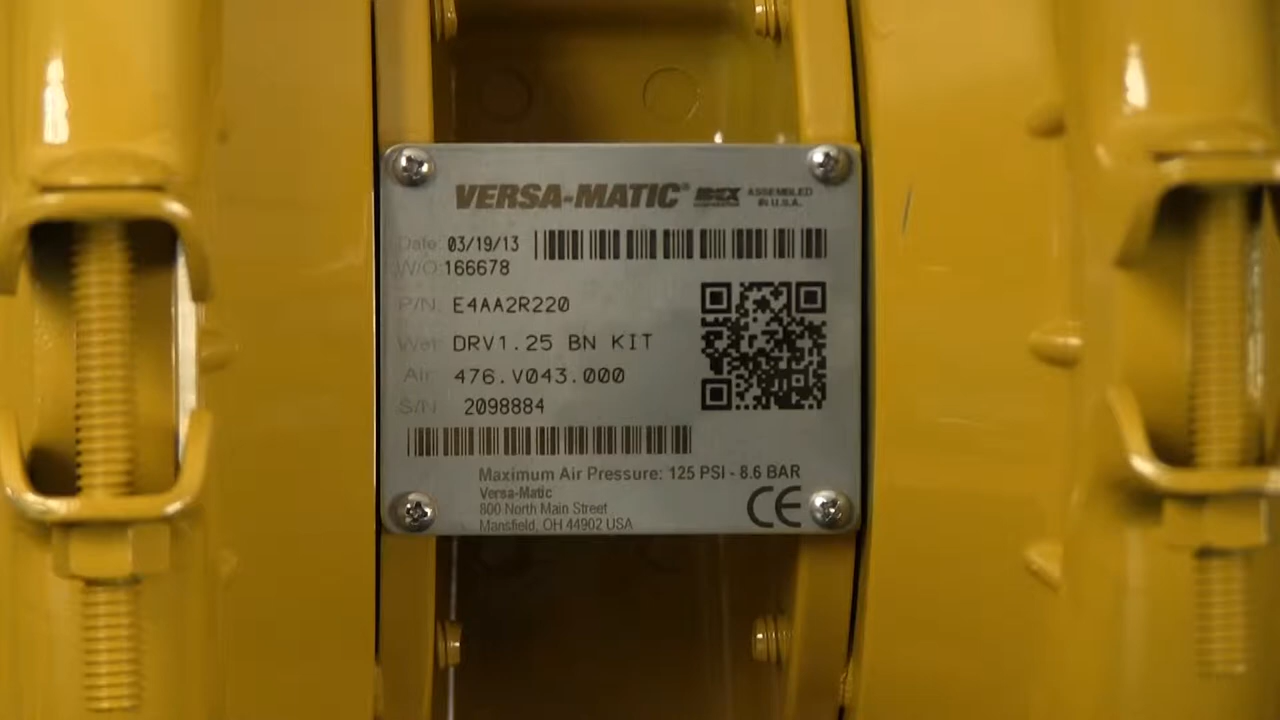 VERSA-MATIC® IDEX ASSEMBLED IN U.S.A.
Date: 03/19/13
W/O: 166678
P/N E4AA2R220
Wet DRV1.25 BN KIT
Air 476.V043.000
S/N 2098884
Maximum Air Pressure: 125 PSI - 8.6 BAR
Versa-Matic
800 North Main Street
Mansfield, OH 44902 USA
CE